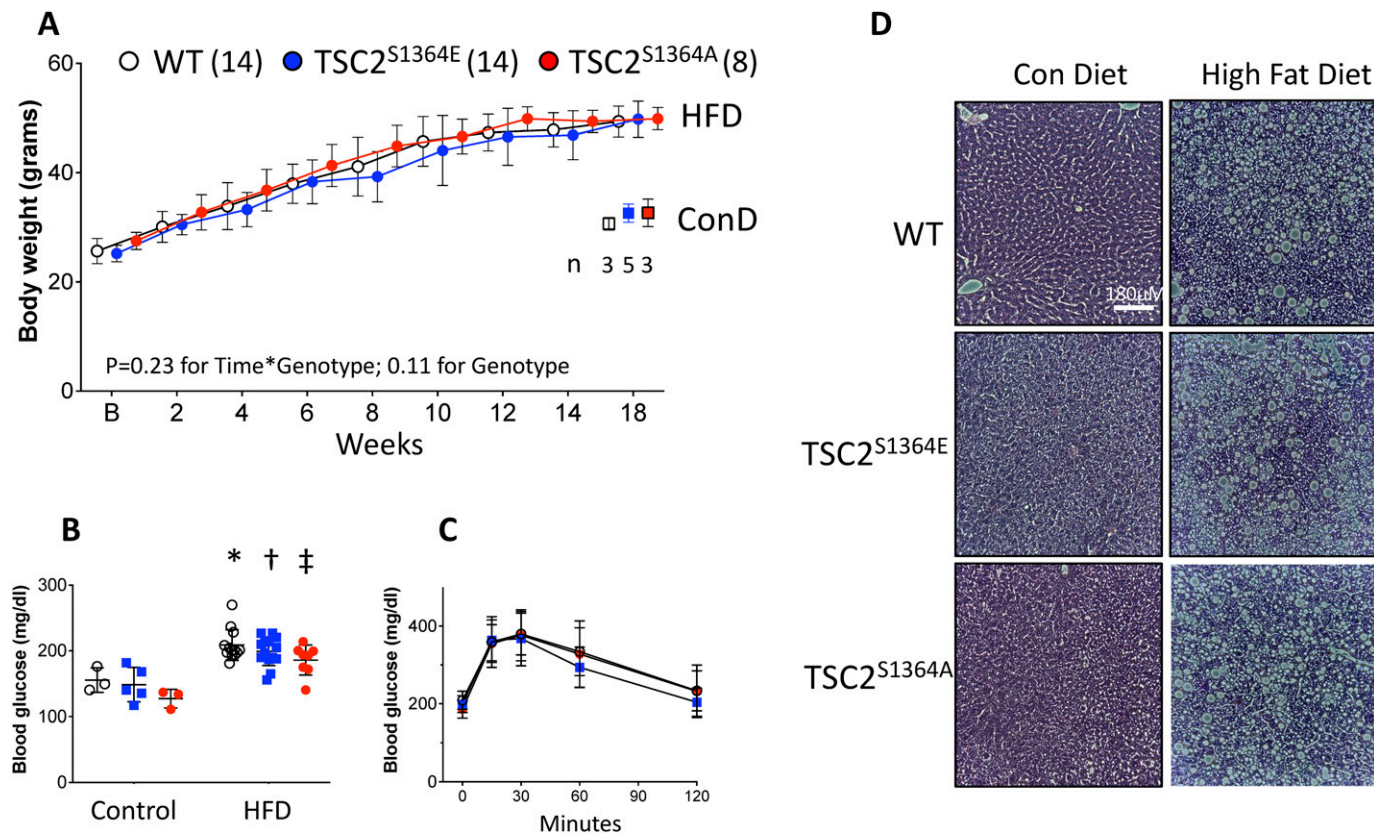 A
WT (14) TSC2S1364E (14) TSC2S1364A (8)
60
40
20
0
Body weight (grams)
HFD
ConD
n 3 5 3
P=0.23 for Time*Genotype; 0.11 for Genotype
B 2 4 6 8 10 12 14 18
Weeks
B
* † ‡
300
200
100
0
Blood glucose (mg/dl)
Control HFD
C
400
200
0
Blood glucose (mg/dl)
0 30 60 120
Minutes
D
Con Diet High Fat Diet
WT
180µM
TSC2S1364E
TSC2S1364A